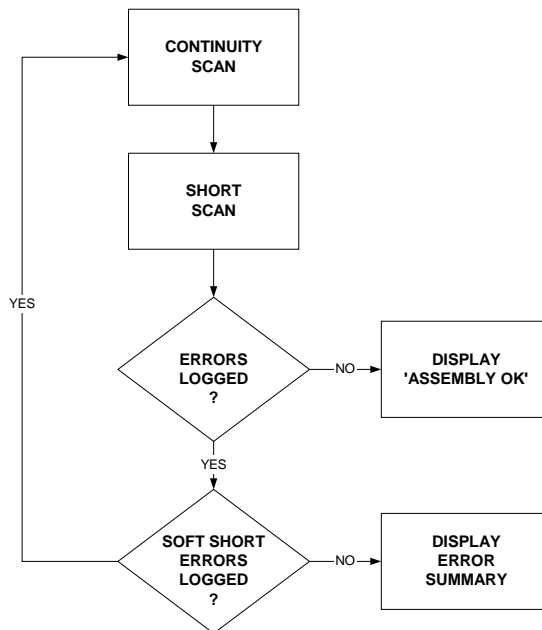 CONTINUITY
SCAN
SHORT
SCAN
YES
ERRORS
LOGGED
?
NO
DISPLAY
'ASSEMBLY OK'
YES
SOFT SHORT
ERRORS
LOGGED
?
NO
DISPLAY
ERROR
SUMMARY